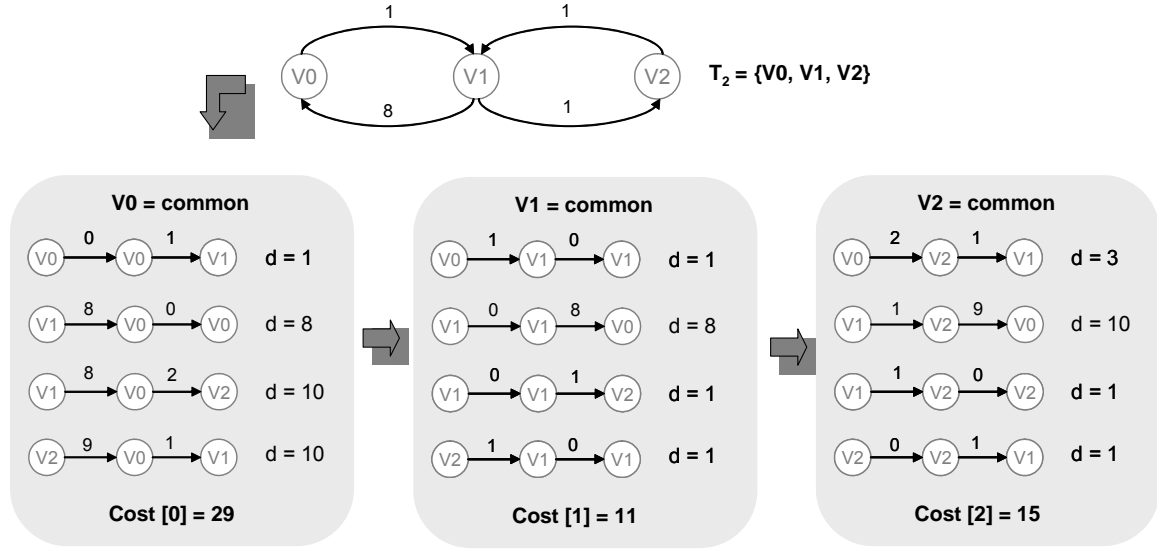 1 1
V0 V1 V2 T2 = {V0, V1, V2}
8 1
V0 = common
0 1
V0 V0 V1 d = 1
8 0
V1 V0 V0 d = 8
8 2
V1 V0 V2 d = 10
9 1
V2 V0 V1 d = 10
Cost [0] = 29
V1 = common
1 0
V0 V1 V1 d = 1
0 8
V1 V1 V0 d = 8
0 1
V1 V1 V2 d = 1
1 0
V2 V1 V1 d = 1
Cost [1] = 11
V2 = common
2 1
V0 V2 V1 d = 3
1 9
V1 V2 V0 d = 10
1 0
V1 V2 V2 d = 1
0 1
V2 V2 V1 d = 1
Cost [2] = 15